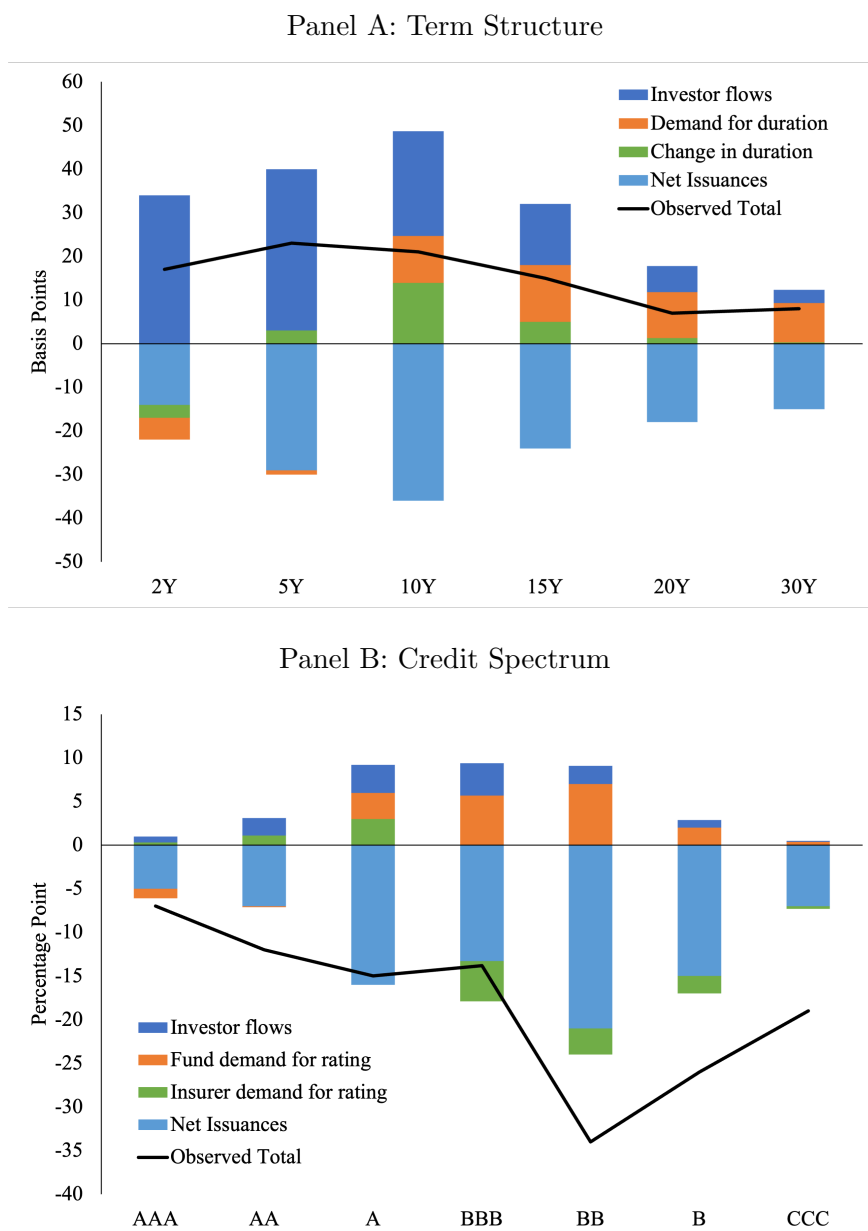 Panel A: Term Structure
60
50
40
30
20
10
0
-10
-20
-30
-40
-50
Basis Points
Investor flows
Demand for duration
Change in duration
Net Issuances
Observed Total
2Y 5Y 10Y 15Y 20Y 30Y
Panel B: Credit Spectrum
15
10
5
0
-5
-10
-15
-20
-25
-30
-35
-40
Percentage Point
Investor flows
Fund demand for rating
Insurer demand for rating
Net Issuances
Observed Total
AAA AA A BBB BB B CCC